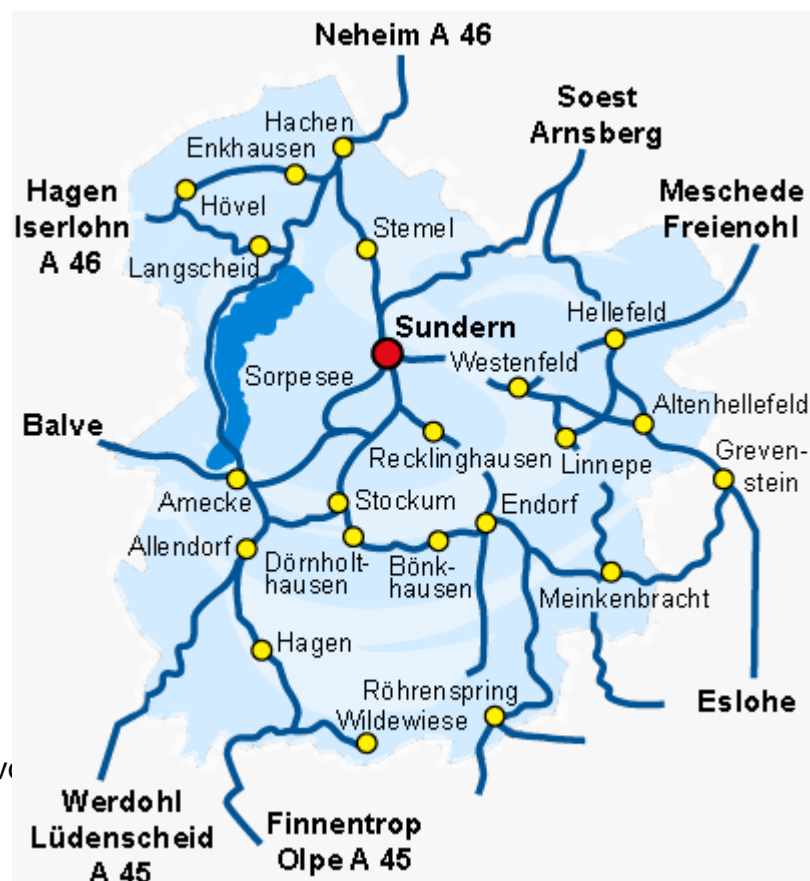 Neheim A 46
Soest
Arnsberg
Hachen
Enkhausen
Hagen
Iserlohn
A 46
Hövel
Meschede
Freienohl
Stemel
Langscheid
Hellefeld
Sundern
Westenfeld
Sorpesee
Altenhellefeld
Balve
Recklinghausen
Linnepe
Greven-
stein
Amecke
Stockum
Endorf
Allendorf
Dörnholt-
hausen
Bönk-
hausen
Meinkenbracht
Hagen
Röhrenspring
Wildewiese
Eslohe
Werdohl
Lüdenscheid
A 45
Finnentrop
Olpe A 45